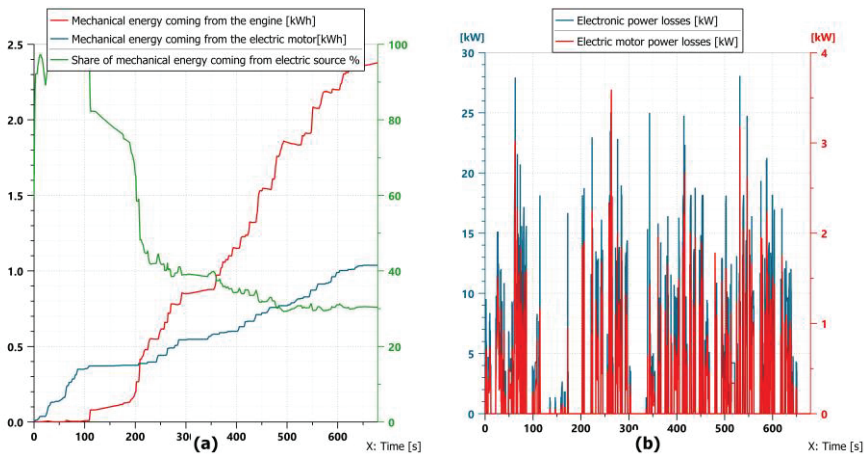 Mechanical energy coming from the engine [kWh]
Mechanical energy coming from the electric motor[kWh]
Share of mechanical energy coming from electric source %
2.5
2.0
1.5
1.0
0.5
0.0
100
80
60
40
20
0
0 100 200 300 400 500 600
(a)
X: Time [s]
Electronic power losses [kW]
Electric motor power losses [kW]
[kW]
[kW]
30
25
20
15
10
5
0
4
3
2
1
0
0 100 200 300 400 500 600
(b)
X: Time [s]